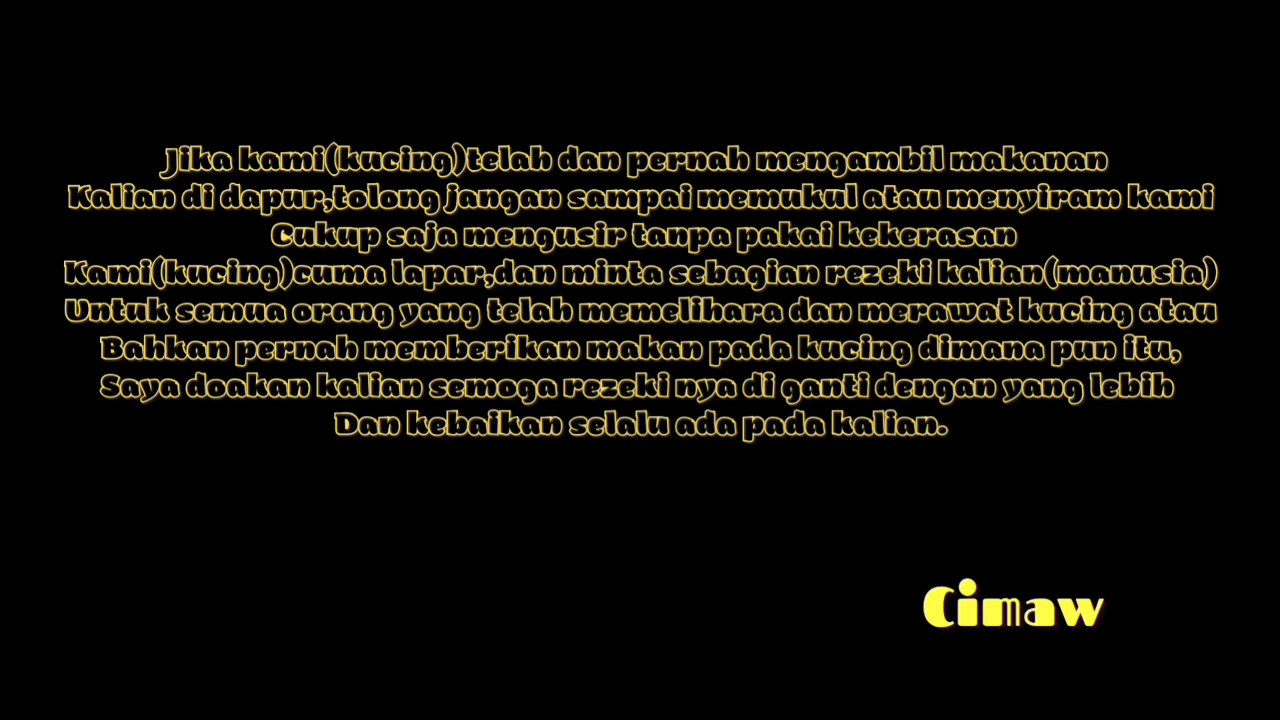 Jika kami(kucing)telah dan pernah mengambil makanan
Kalian di dapur,tolong jangan sampai memukul atau menyiram kami
Cukup saja mengusir tanpa pakai kekerasan
Kami(kucing)cuma lapar,dan minta sebagian rezeki kalian(manusia)
Untuk semua orang yang telah memelihara dan merawat kucing atau
Bahkan pernah memberikan makan pada kucing dimana pun itu,
Saya doakan kalian semoga rezeki nya di ganti dengan yang lebih
Dan kebaikan selalu ada pada kalian.
Cimaw